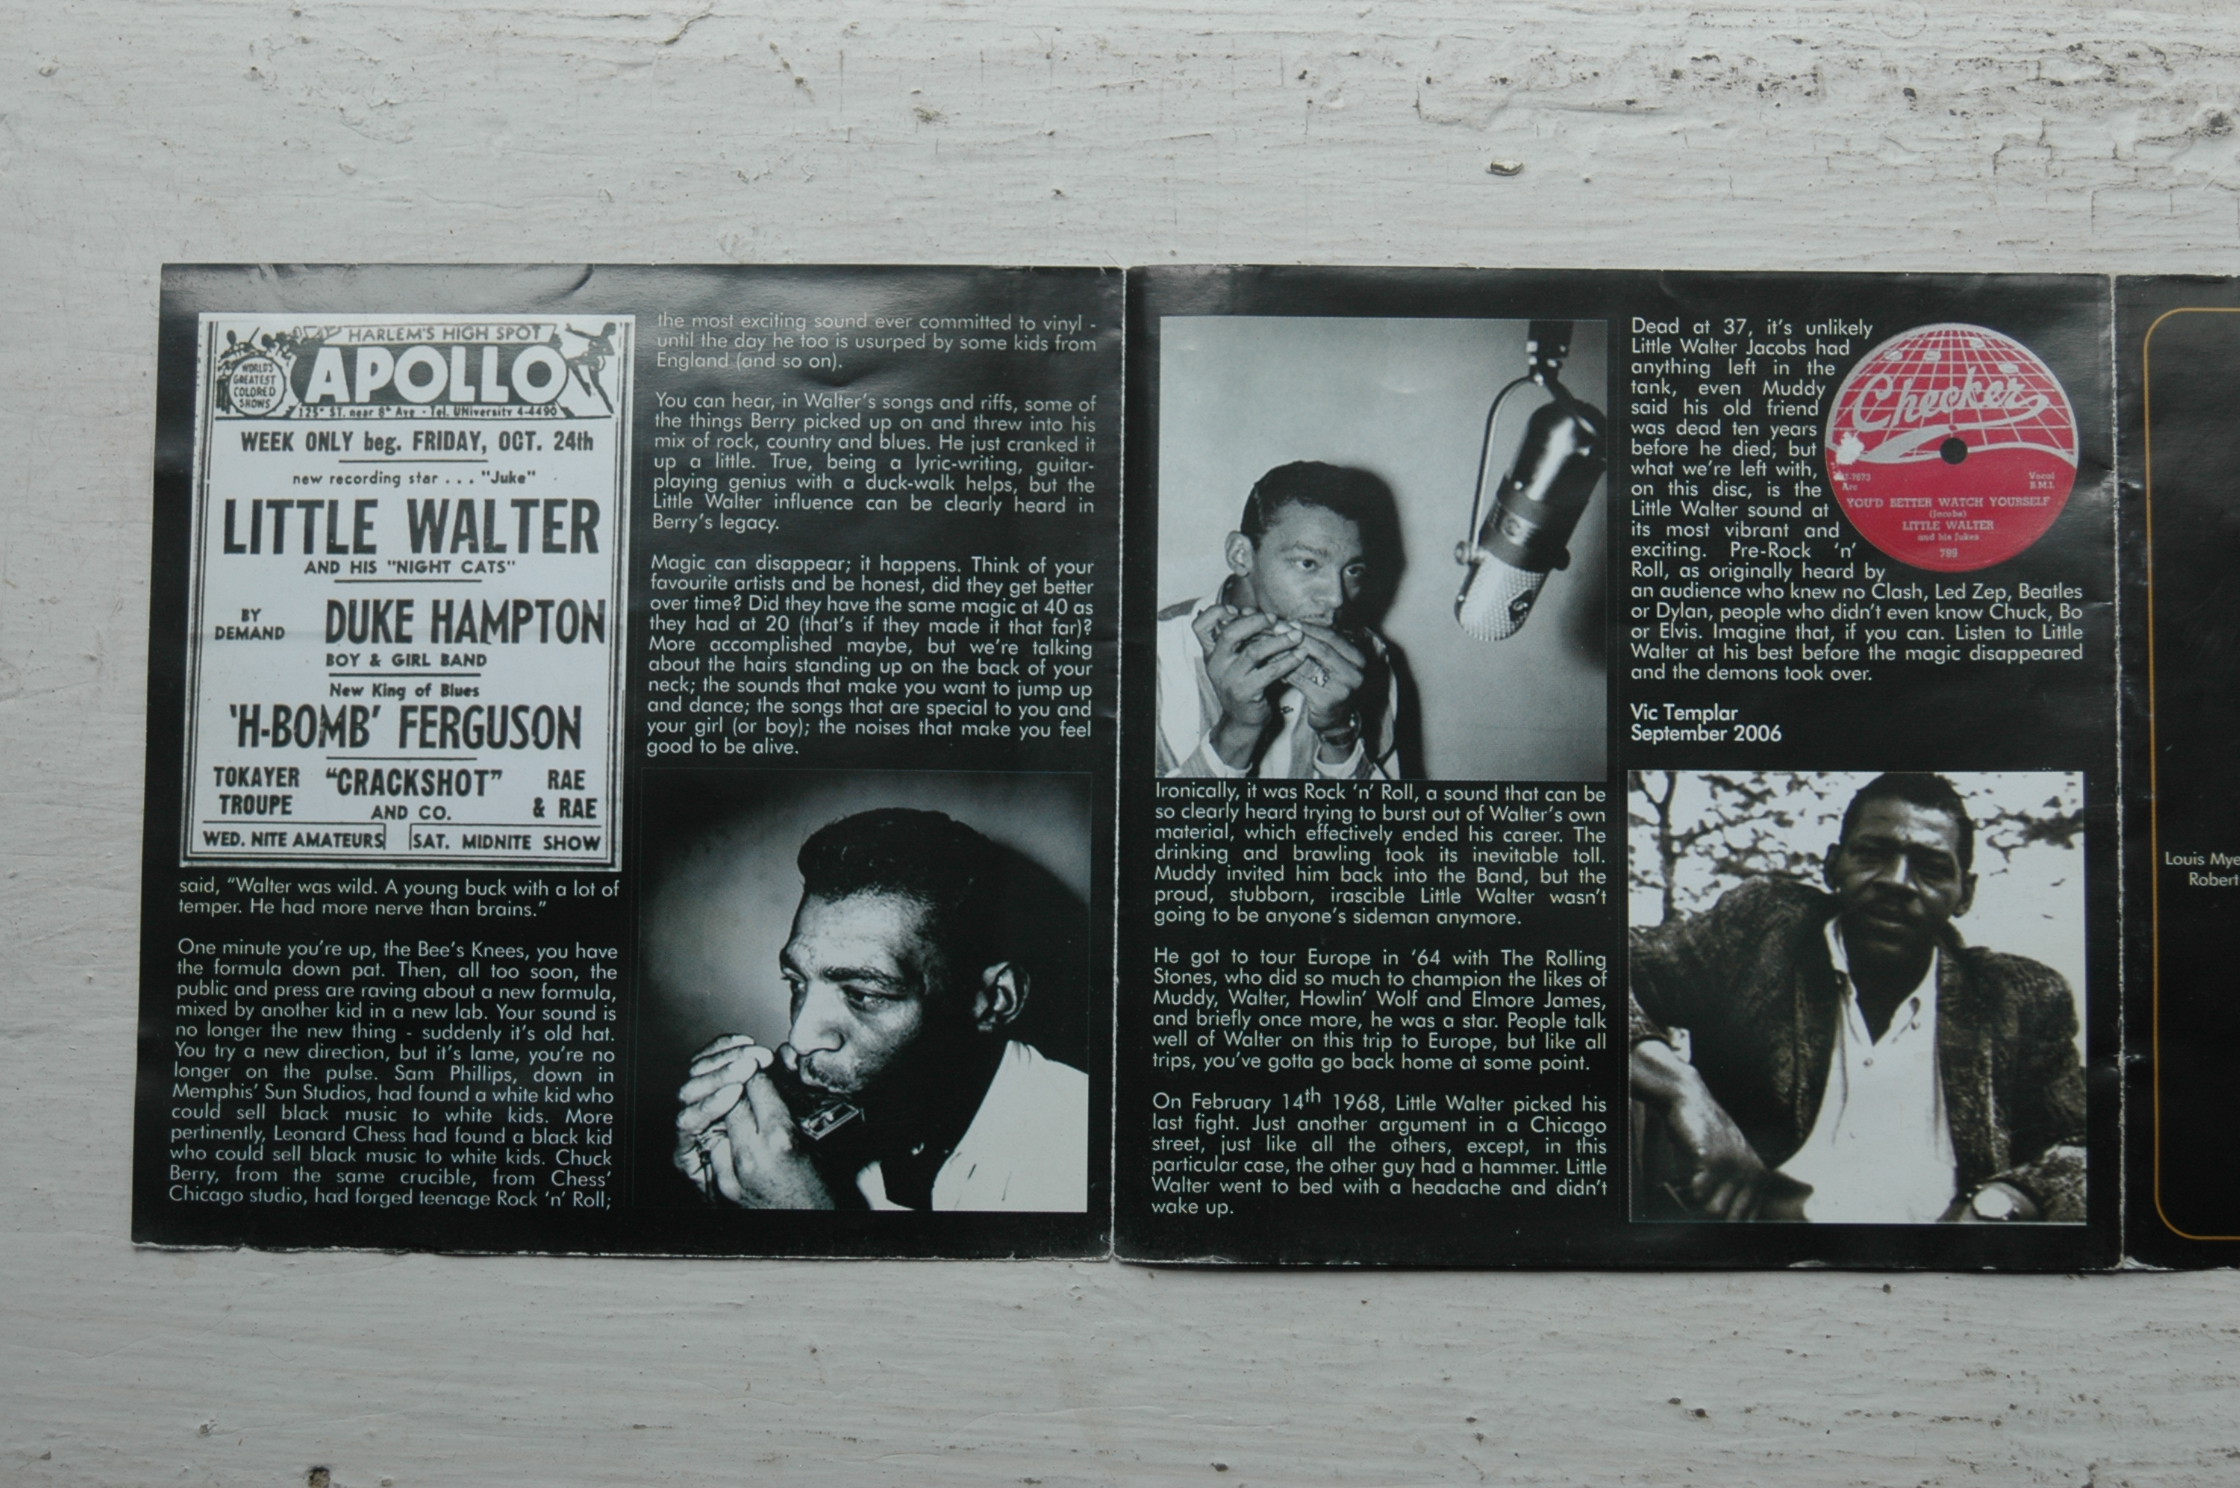 HARLEM'S HIGH SPOT
APOLLO
WORLD'S
GREATEST
COLORED
SHOWS
125th ST. near 8th Ave - Tel. UNiversity 4-4490
WEEK ONLY beg. FRIDAY, OCT. 24th
new recording star . . . "Juke"
LITTLE WALTER
AND HIS "NIGHT CATS"
BY
DEMAND
DUKE HAMPTON
BOY & GIRL BAND
New King of Blues
'H-BOMB' FERGUSON
TOKAYER
TROUPE
"CRACKSHOT"
AND CO.
RAE
& RAE
WED. NITE AMATEURS
SAT. MIDNITE SHOW
said, "Walter was wild. A young buck with a lot of
temper. He had more nerve than brains."
One minute you're up, the Bee's Knees, you have
the formula down pat. Then, all too soon, the
public and press are raving about a new formula,
mixed by another kid in a new lab. Your sound is
no longer the new thing - suddenly it's old hat.
You try a new direction, but it's lame, you're no
longer on the pulse. Sam Phillips, down in
Memphis' Sun Studios, had found a white kid who
could sell black music to white kids. More
pertinently, Leonard Chess had found a black kid
who could sell black music to white kids. Chuck
Berry, from the same crucible, from Chess'
Chicago studio, had forged teenage Rock 'n' Roll;
the most exciting sound ever committed to vinyl -
until the day he too is usurped by some kids from
England (and so on).
You can hear, in Walter's songs and riffs, some of
the things Berry picked up on and threw into his
mix of rock, country and blues. He just cranked it
up a little. True, being a lyric-writing, guitar-
playing genius with a duck-walk helps, but the
Little Walter influence can be clearly heard in
Berry's legacy.
Magic can disappear; it happens. Think of your
favourite artists and be honest, did they get better
over time? Did they have the same magic at 40 as
they had at 20 (that's if they made it that far)?
More accomplished maybe, but we're talking
about the hairs standing up on the back of your
neck; the sounds that make you want to jump up
and dance; the songs that are special to you and
your girl (or boy); the noises that make you feel
good to be alive.
Ironically, it was Rock 'n' Roll, a sound that can be
so clearly heard trying to burst out of Walter's own
material, which effectively ended his career. The
drinking and brawling took its inevitable toll.
Muddy invited him back into the Band, but the
proud, stubborn, irascible Little Walter wasn't
going to be anyone's sideman anymore.
He got to tour Europe in '64 with The Rolling
Stones, who did so much to champion the likes of
Muddy, Walter, Howlin' Wolf and Elmore James,
and briefly once more, he was a star. People talk
well of Walter on this trip to Europe, but like all
trips, you've gotta go back home at some point.
On February 14th 1968, Little Walter picked his
last fight. Just another argument in a Chicago
street, just like all the others, except, in this
particular case, the other guy had a hammer. Little
Walter went to bed with a headache and didn't
wake up.
Dead at 37, it's unlikely
Little Walter Jacobs had
anything left in the
tank, even Muddy
said his old friend
was dead ten years
before he died, but
what we're left with,
on this disc, is the
Little Walter sound at
its most vibrant and
exciting. Pre-Rock 'n'
Roll, as originally heard by
an audience who knew no Clash, Led Zep, Beatles
or Dylan, people who didn't even know Chuck, Bo
or Elvis. Imagine that, if you can. Listen to Little
Walter at his best before the magic disappeared
and the demons took over.
Vic Templar
September 2006
Checker
Vocal
B.M.I.
YOU'D BETTER WATCH YOURSELF
(Jacobs)
LITTLE WALTER
and his Jukes
799
Louis Mye
Robert